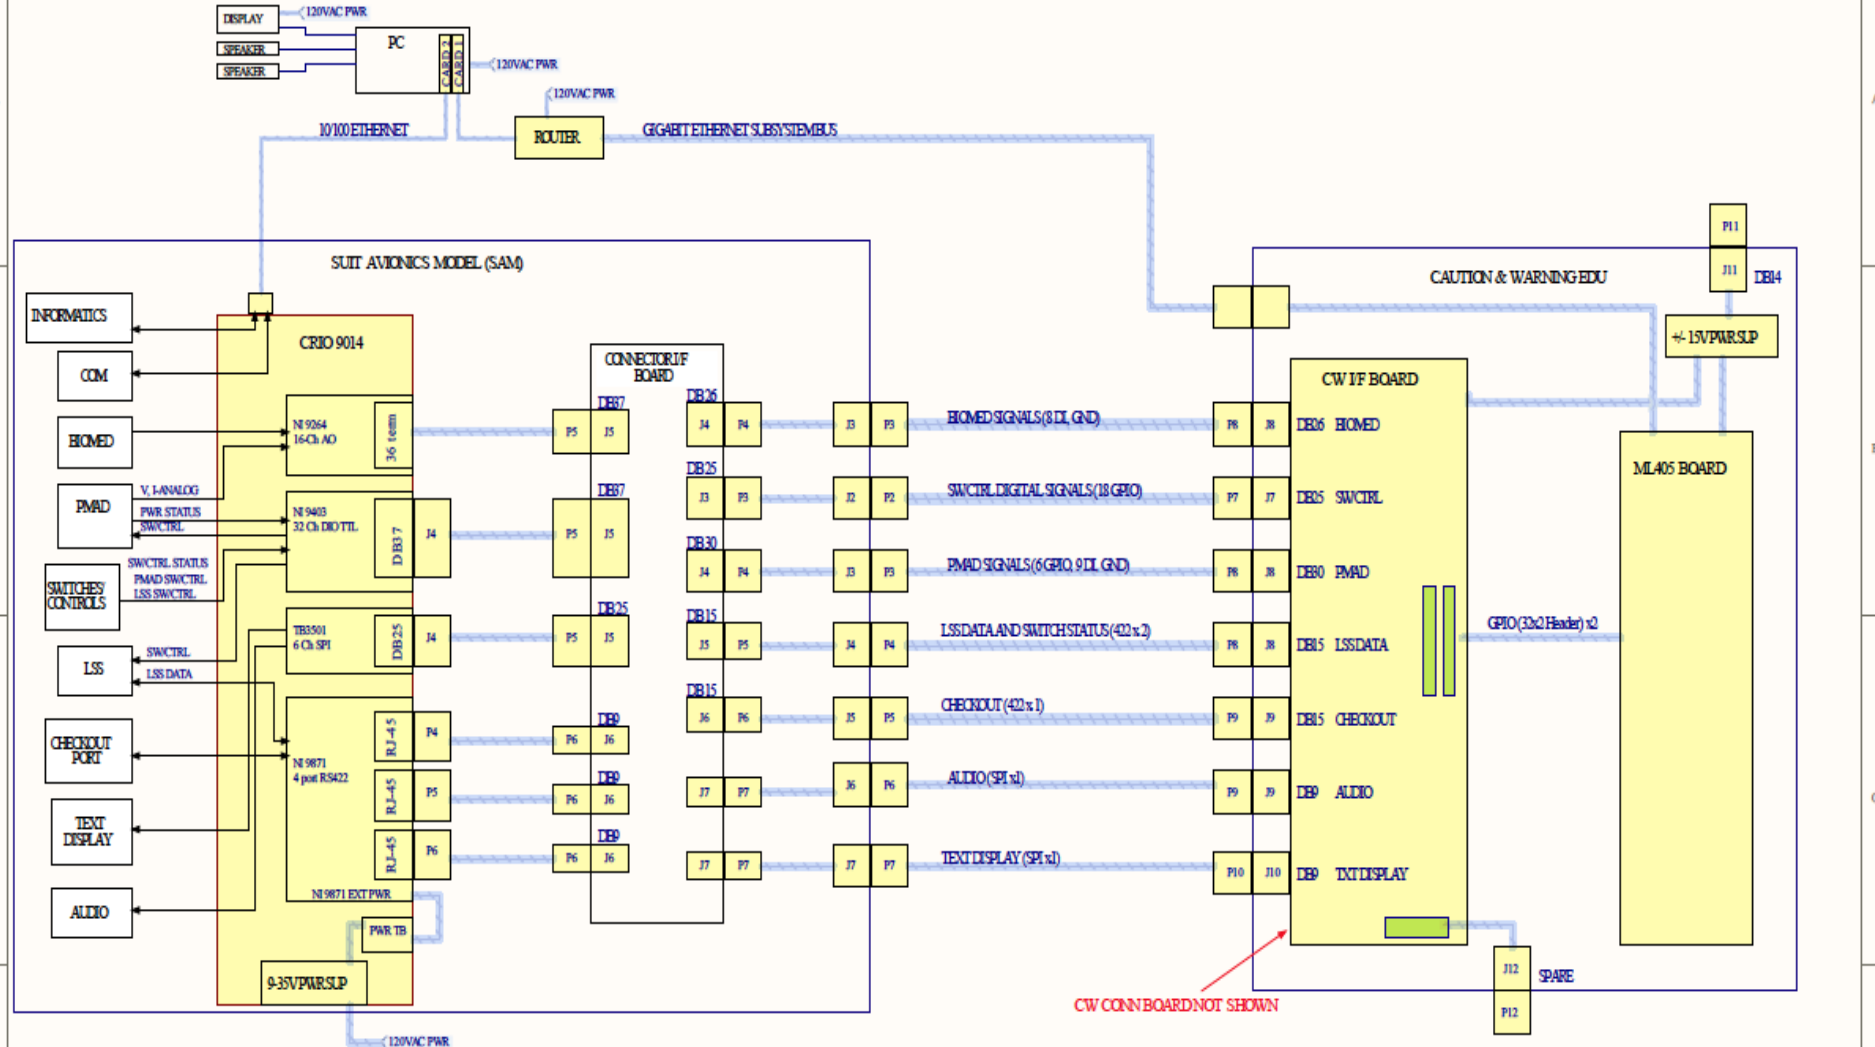 DISPLAY
120VAC PWR
SPEAKER
SPEAKER
PC
CARD 2
CARD 1
120VAC PWR
120VAC PWR
10/100 ETHERNET
ROUTER
GIGABIT ETHERNET SUBSYSTEM BUS
SUIT AVIONICS MODEL (SAM)
INFORMATICS
COM
BIOMED
PMAD
V, I-ANALOG
PWR STATUS
SW/CTRL
SW/CTRL STATUS
PMAD SW/CTRL
LSS SW/CTRL
SWITCHES/
CONTROLS
LSS
SW/CTRL
LSS DATA
CHECKOUT
PORT
TEXT
DISPLAY
AUDIO
CRIO 9014
NI 9264
16-Ch AO
36 term
NI 9403
32 Ch DIO TTL
DB37
J4
TB3501
6 Ch SPI
DB25
J4
NI 9871
4 port RS422
RJ-45
P4
RJ-45
P5
RJ-45
P6
NI 9871 EXT PWR
PWR TB
9-35V PWR SUP
120VAC PWR
CONNECTOR I/F
BOARD
DB37
P5
J5
DB37
P5
J5
DB25
P5
J5
DB9
P6
J6
DB9
P6
J6
DB9
P6
J6
DB26
J4
P4
J3
P3
BIOMED SIGNALS (8 DI, GND)
P8
J8
DB26 BIOMED
DB25
J3
P3
J2
P2
SWCTRL DIGITAL SIGNALS (18 GPIO)
P7
J7
DB25 SWCTRL
DB30
J4
P4
J3
P3
PMAD SIGNALS (6 GPIO, 9 DI, GND)
P8
J8
DB30 PMAD
DB15
J5
P5
J4
P4
LSS DATA AND SWITCH STATUS (422 x 2)
P8
J8
DB15 LSSDATA
DB15
J6
P6
J5
P5
CHECKOUT (422 x 1)
P9
J9
DB15 CHECKOUT
J7
P7
J6
P6
AUDIO (SPI x1)
P9
J9
DB9 AUDIO
J7
P7
J7
P7
TEXT DISPLAY (SPI x1)
P10
J10
DB9 TXT DISPLAY
CAUTION & WARNING EDU
P11
J11
DB14
+/- 15V PWR SUP
CW I/F BOARD
ML405 BOARD
GPIO (32x2 Header) x2
J12
SPARE
P12
CW CONN BOARD NOT SHOWN